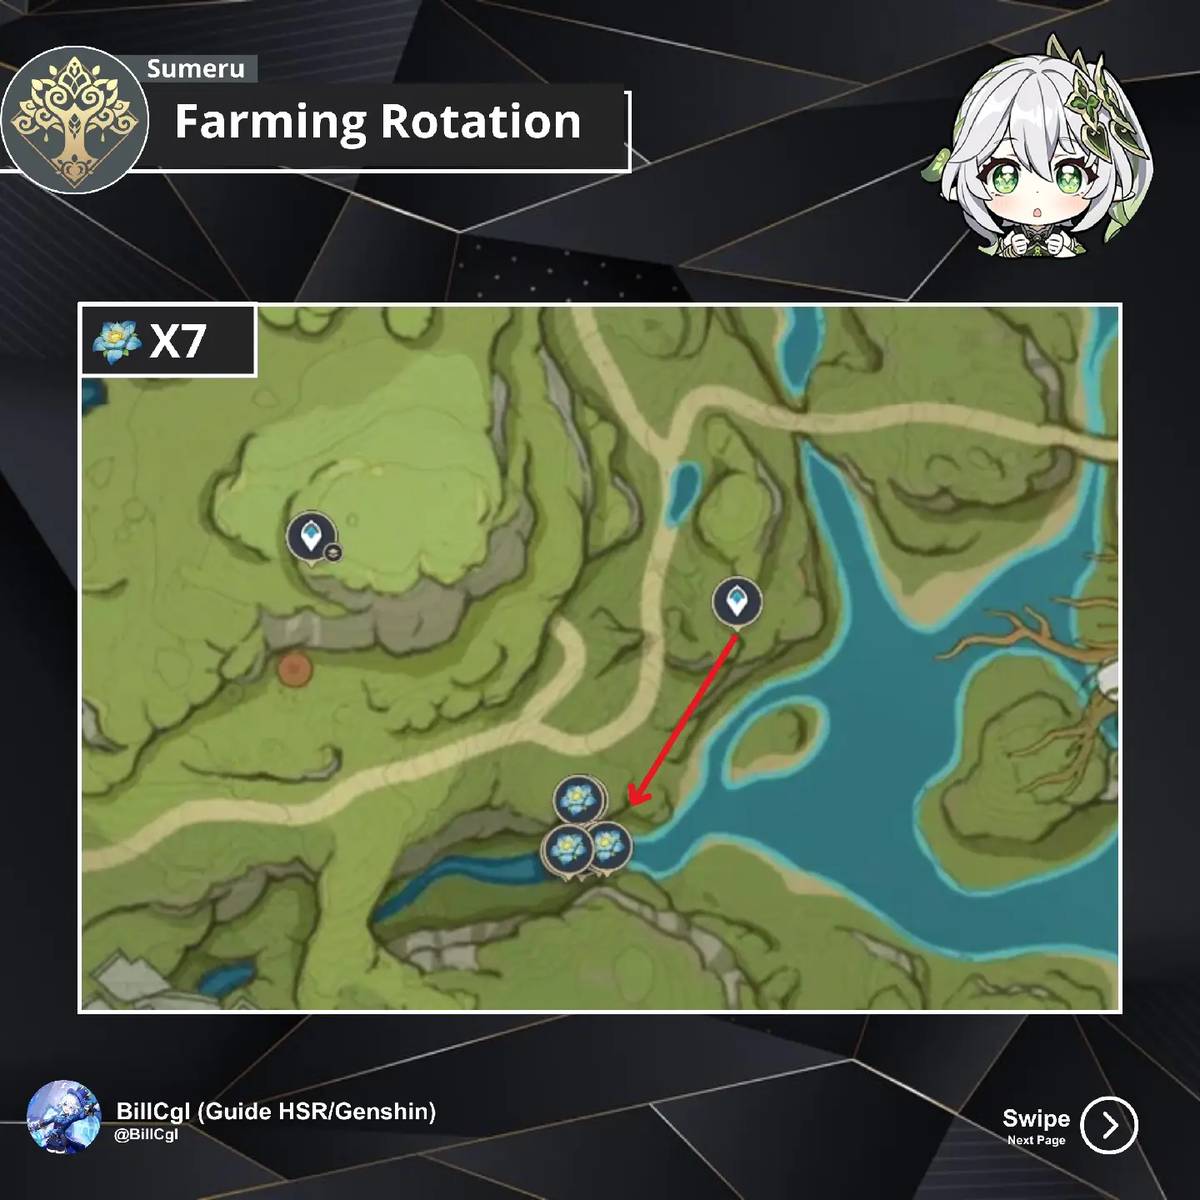 Sumeru
Farming Rotation
X7
BillCgl (Guide HSR/Genshin)
@BillCgl
Swipe
Next Page